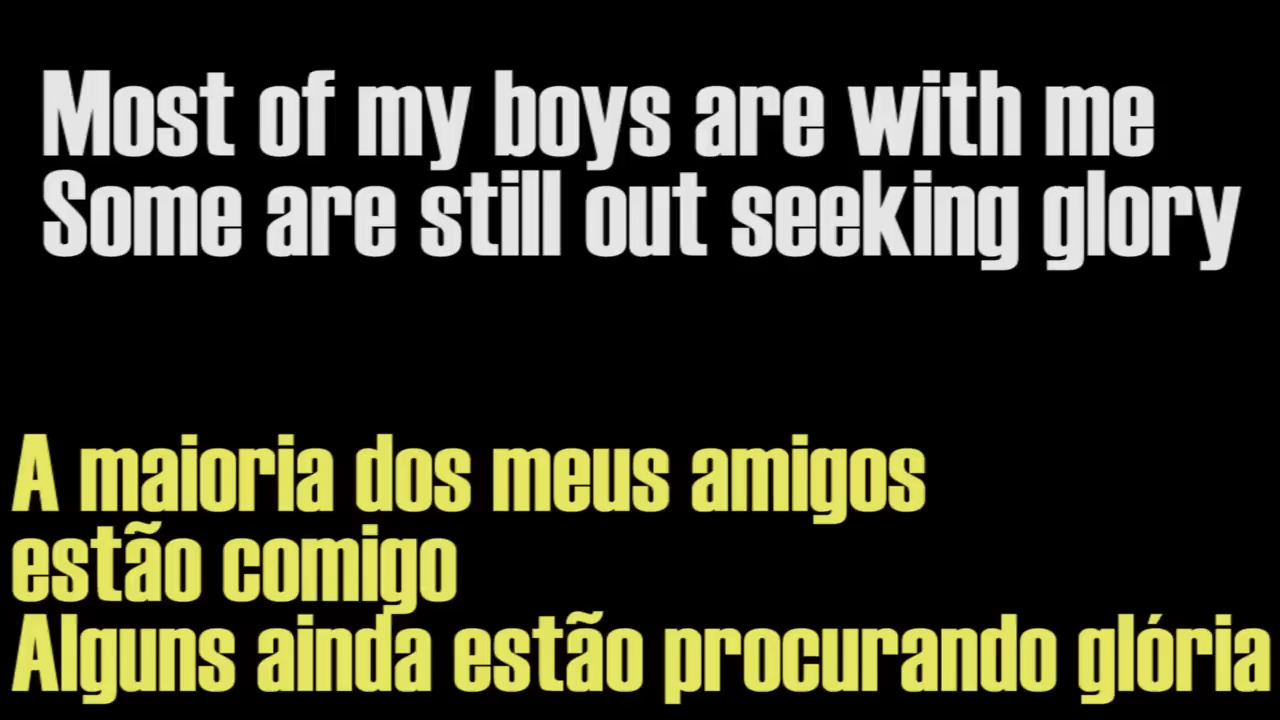 Most of my boys are with me
Some are still out seeking glory
A maioria dos meus amigos
estão comigo
Alguns ainda estão procurando glória